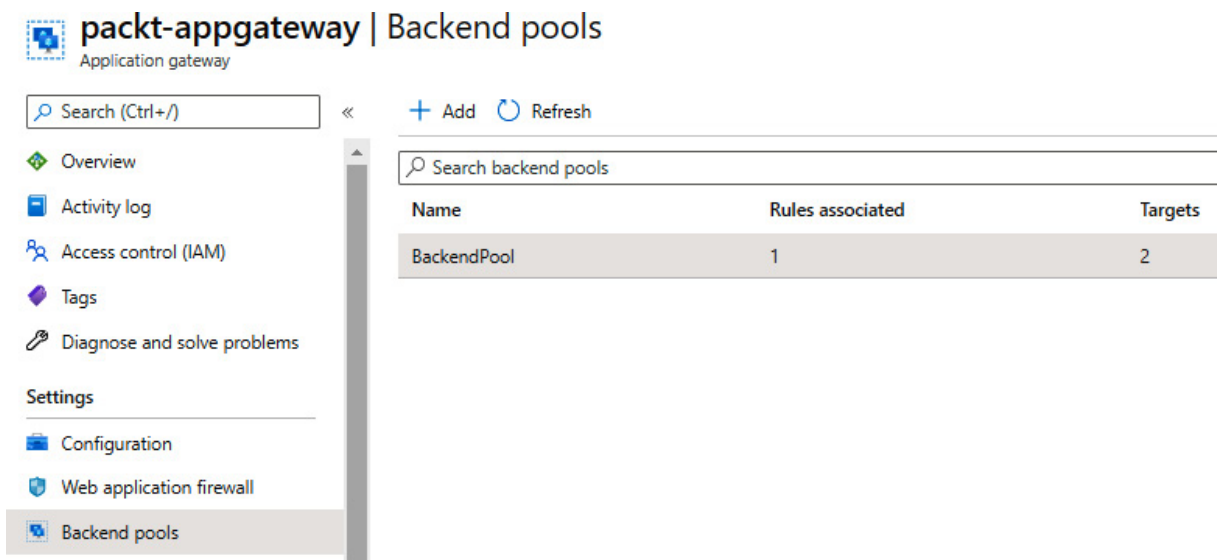 packt-appgateway | Backend pools
Application gateway
Search (Ctrl+/)
«
Overview
Activity log
Access control (IAM)
Tags
Diagnose and solve problems
Settings
Configuration
Web application firewall
Backend pools
+ Add Refresh
Search backend pools
Name Rules associated Targets
BackendPool 1 2